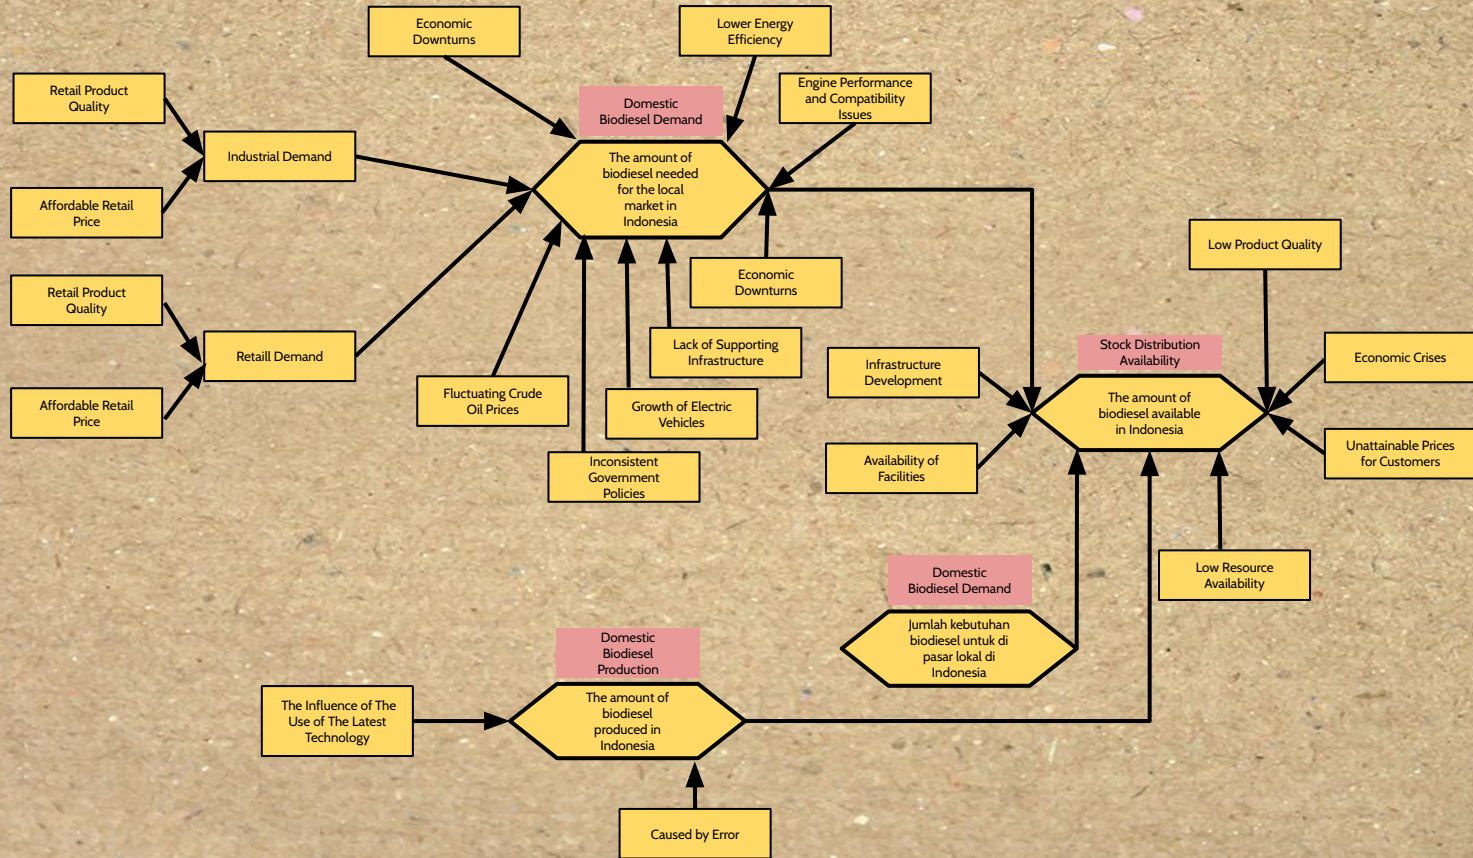 Economic
Downturns
Lower Energy
Efficiency
Retail Product
Quality
Engine Performance
and Compatibility
Issues
Domestic
Biodiesel Demand
Industrial Demand
The amount of
biodiesel needed
for the local
market in
Indonesia
Affordable Retail
Price
Low Product Quality
Economic
Downturns
Retail Product
Quality
Retaill Demand
Lack of Supporting
Infrastructure
Stock Distribution
Availability
Economic Crises
Infrastructure
Development
Fluctuating Crude
Oil Prices
Growth of Electric
Vehicles
The amount of
biodiesel available
in Indonesia
Affordable Retail
Price
Unattainable Prices
for Customers
Availability of
Facilities
Inconsistent
Government
Policies
Low Resource
Availability
Domestic
Biodiesel Demand
Jumlah kebutuhan
biodiesel untuk di
pasar lokal di
Indonesia
Domestic
Biodiesel
Production
The Influence of The
Use of The Latest
Technology
The amount of
biodiesel
produced in
Indonesia
Caused by Error